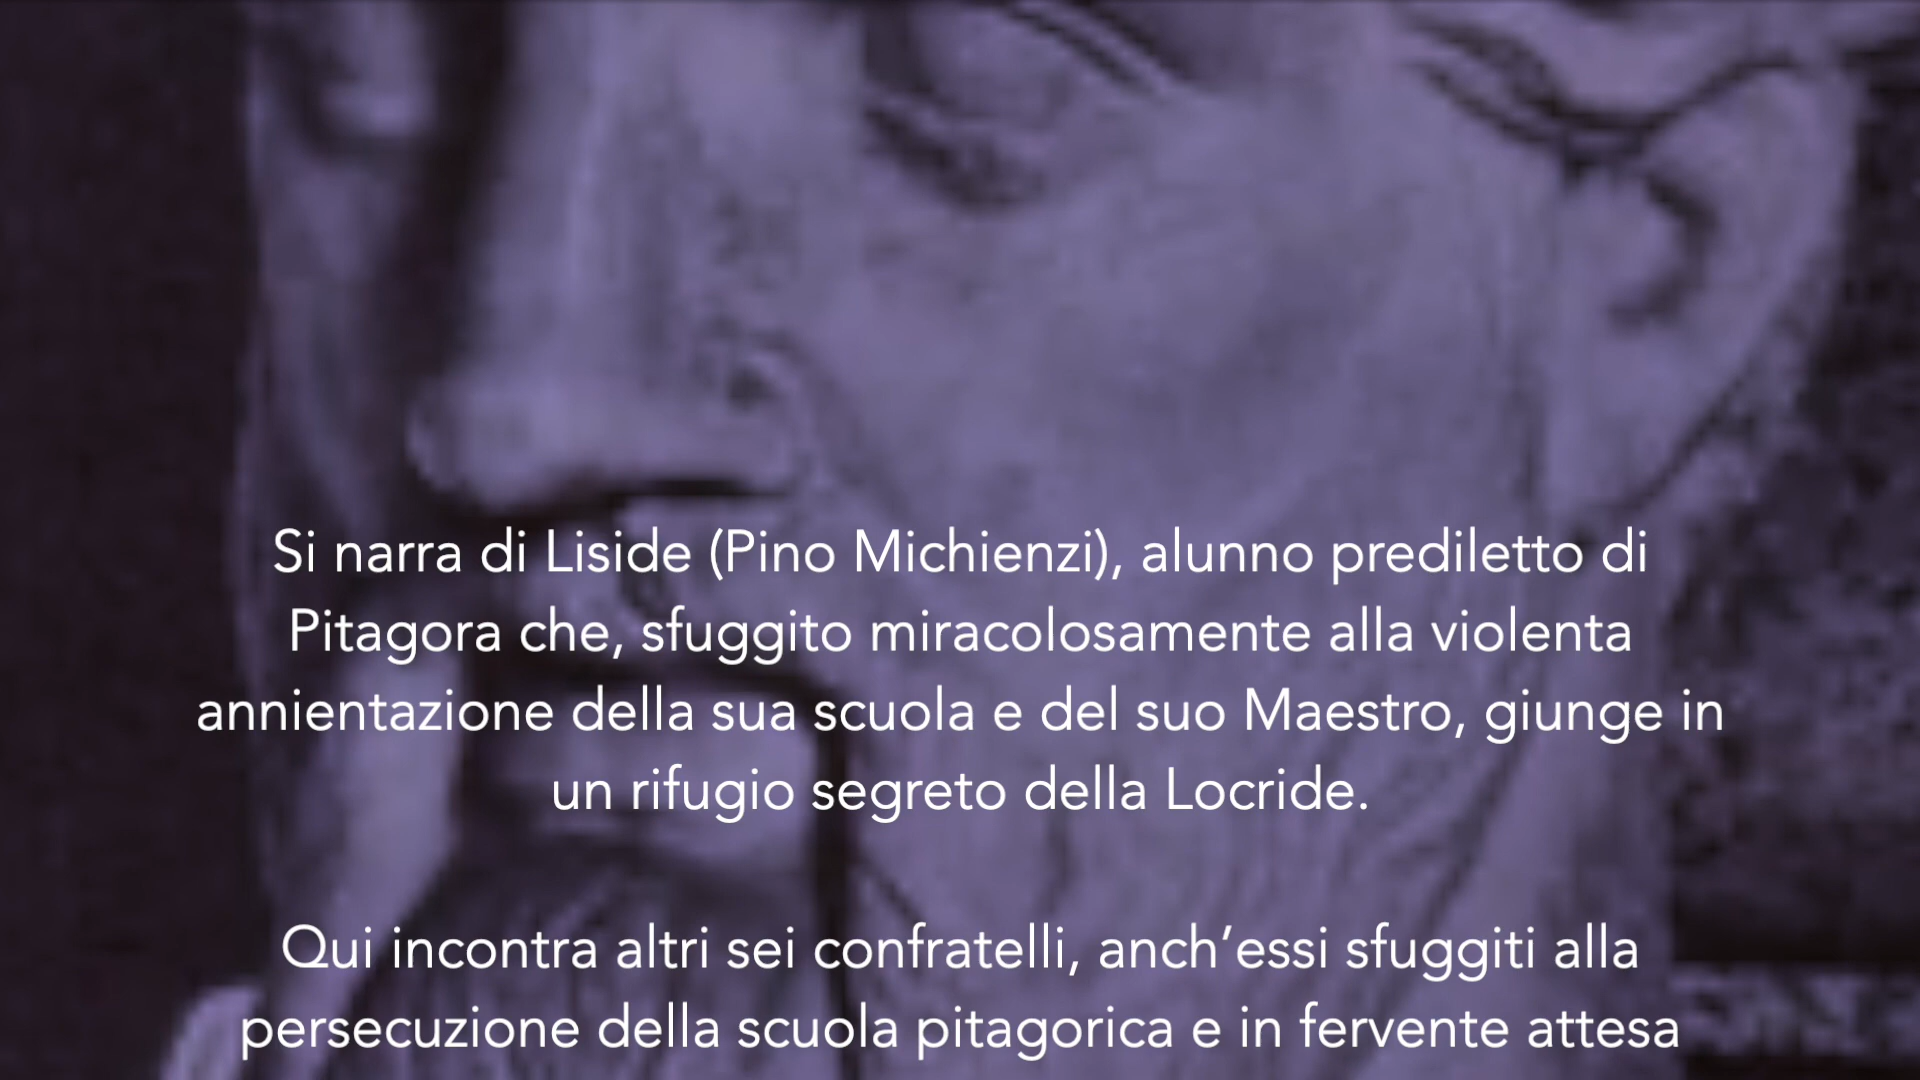 Si narra di Liside (Pino Michienzi), alunno prediletto di
Pitagora che, sfuggito miracolosamente alla violenta
annientazione della sua scuola e del suo Maestro, giunge in
un rifugio segreto della Locride.
Qui incontra altri sei confratelli, anch’essi sfuggiti alla
persecuzione della scuola pitagorica e in fervente attesa